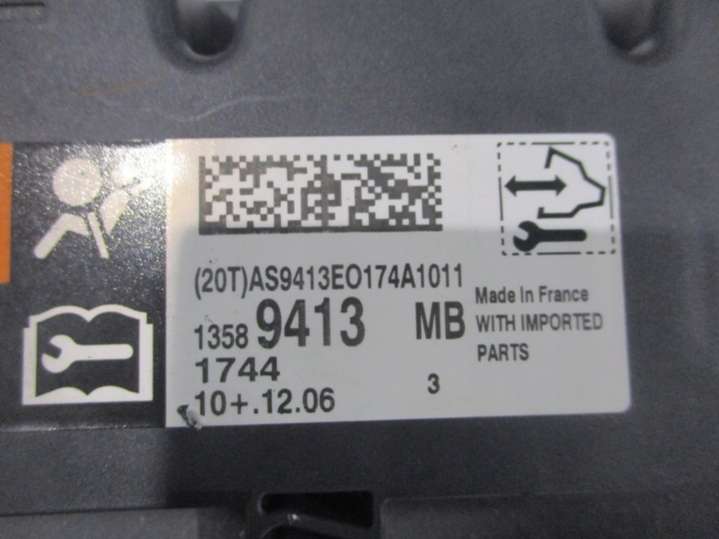 (20T)AS9413EO174A1011
1358 9413 MB
1744
10+.12.06
3
Made In France
WITH IMPORTED
PARTS